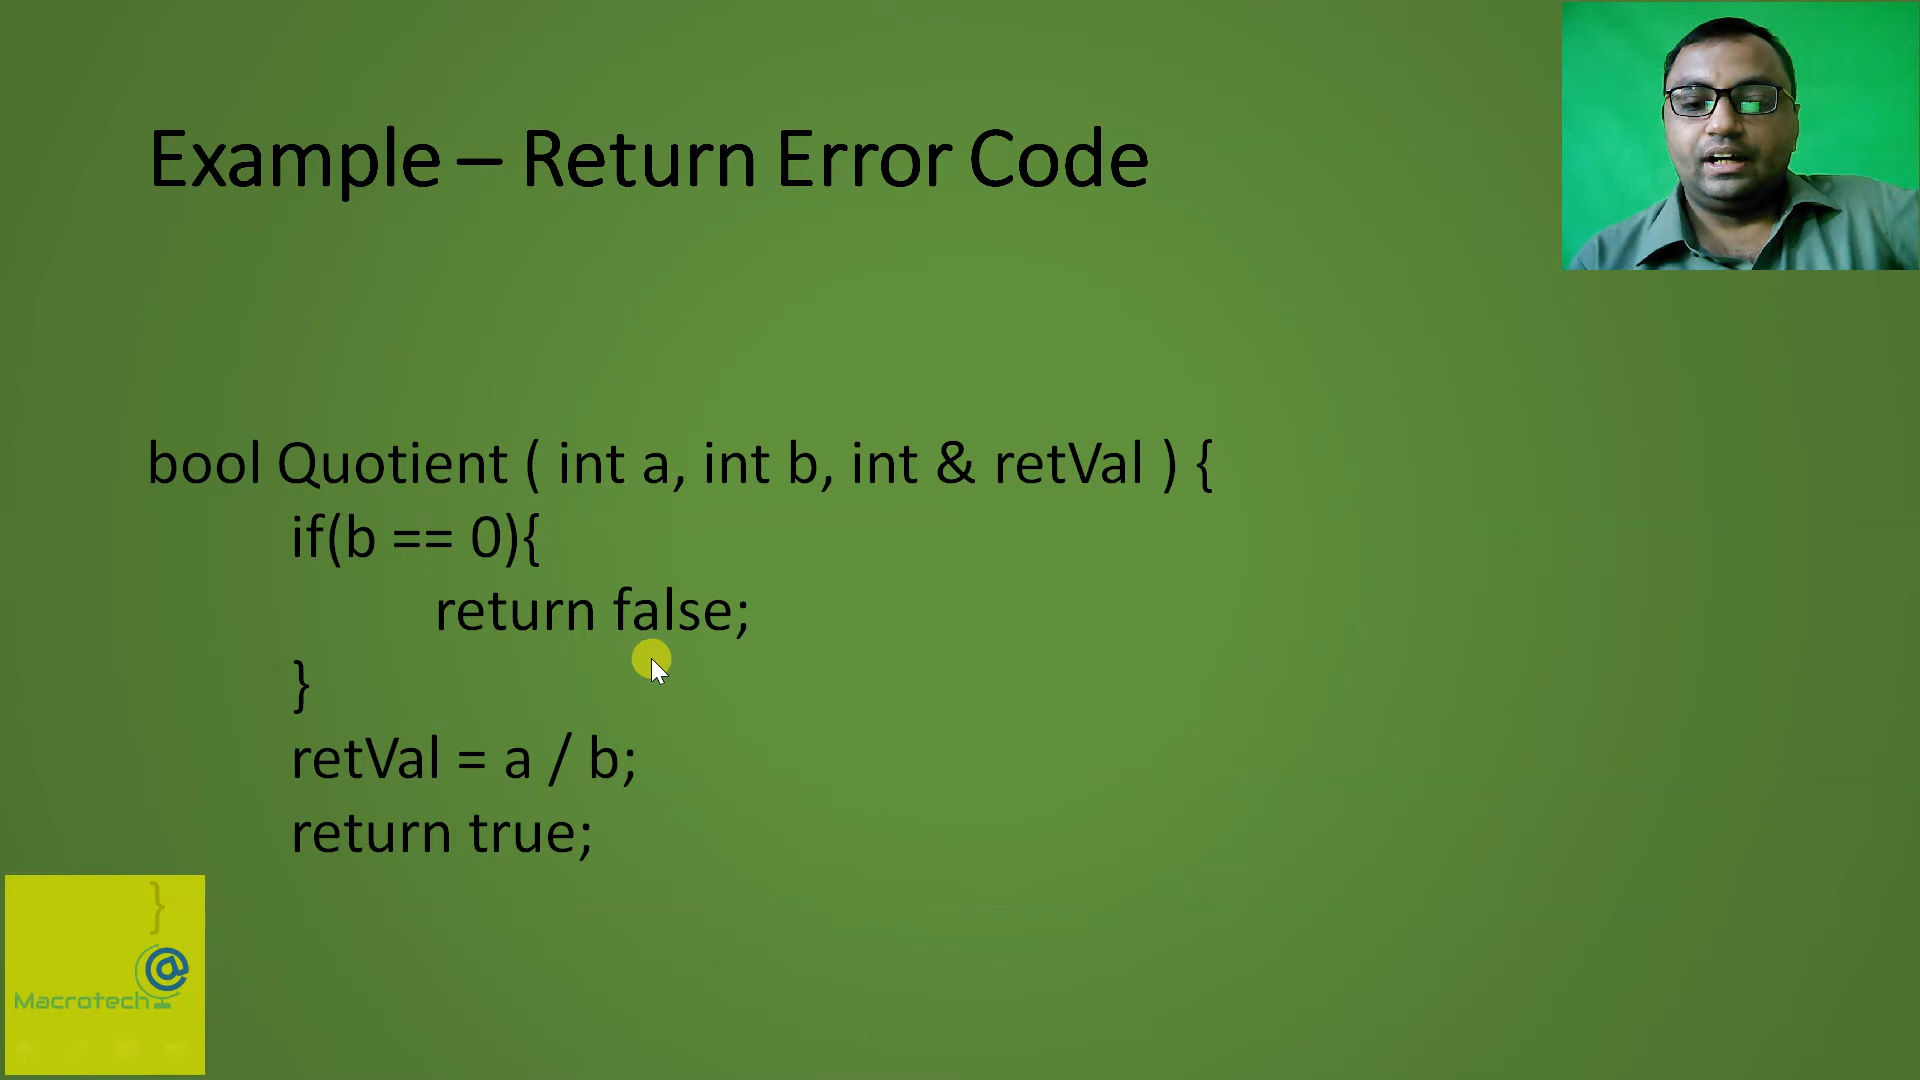 Example – Return Error Code
bool Quotient ( int a, int b, int & retVal ) {
if(b == 0){
return false;
}
retVal = a / b;
return true;
}
@
Macrotech